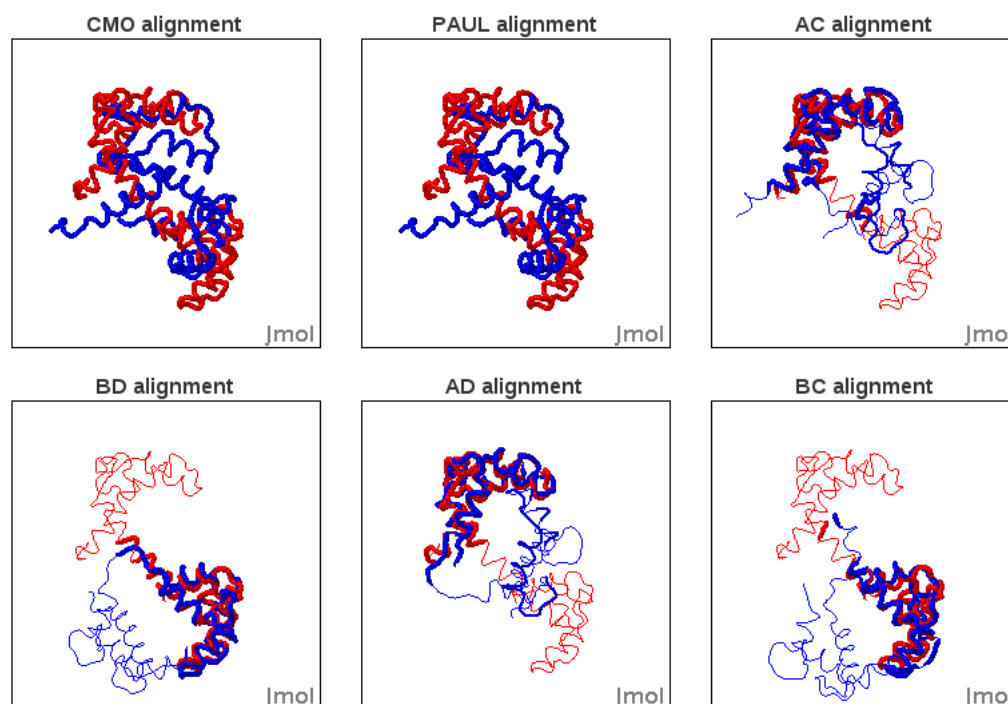 CMO alignment
PAUL alignment
AC alignment
Jmol
Jmol
Jmol
BD alignment
AD alignment
BC alignment
Jmol
Jmol
Jmol